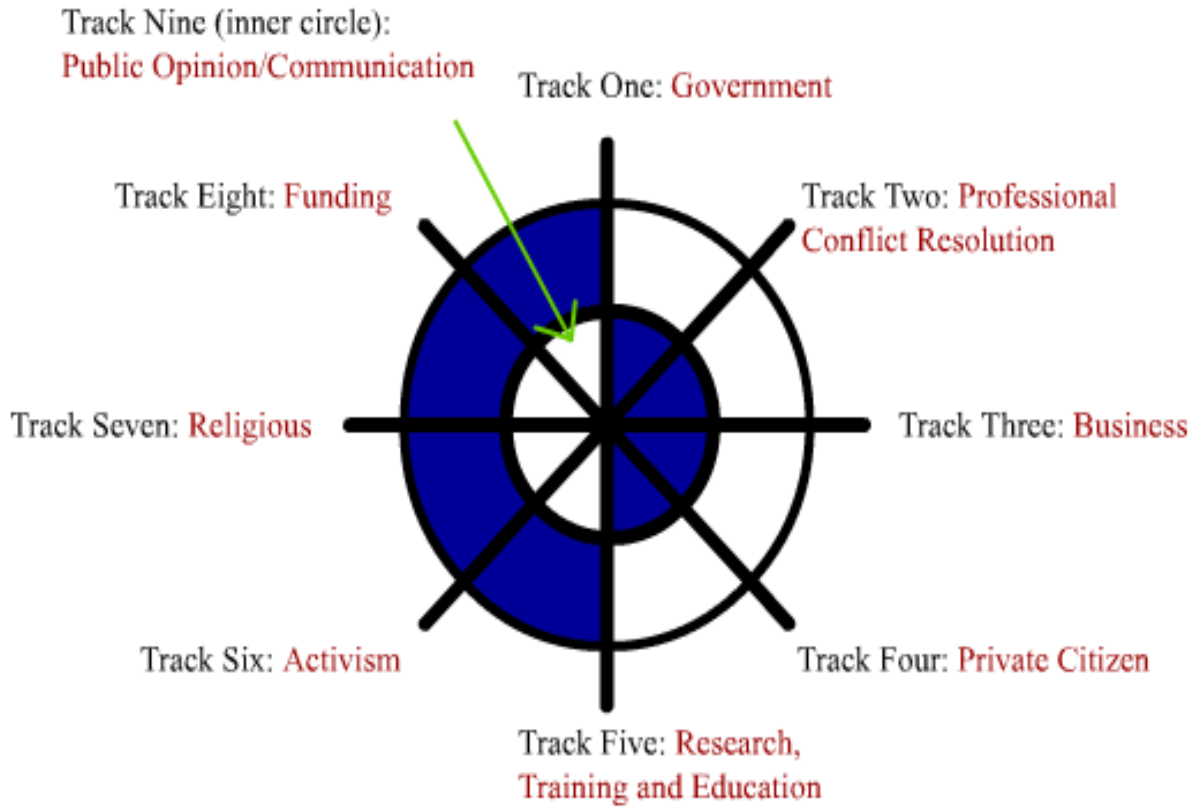 Track Nine (inner circle):
Public Opinion/Communication
Track One: Government
Track Eight: Funding
Track Two: Professional
Conflict Resolution
Track Seven: Religious
Track Three: Business
Track Six: Activism
Track Four: Private Citizen
Track Five: Research,
Training and Education